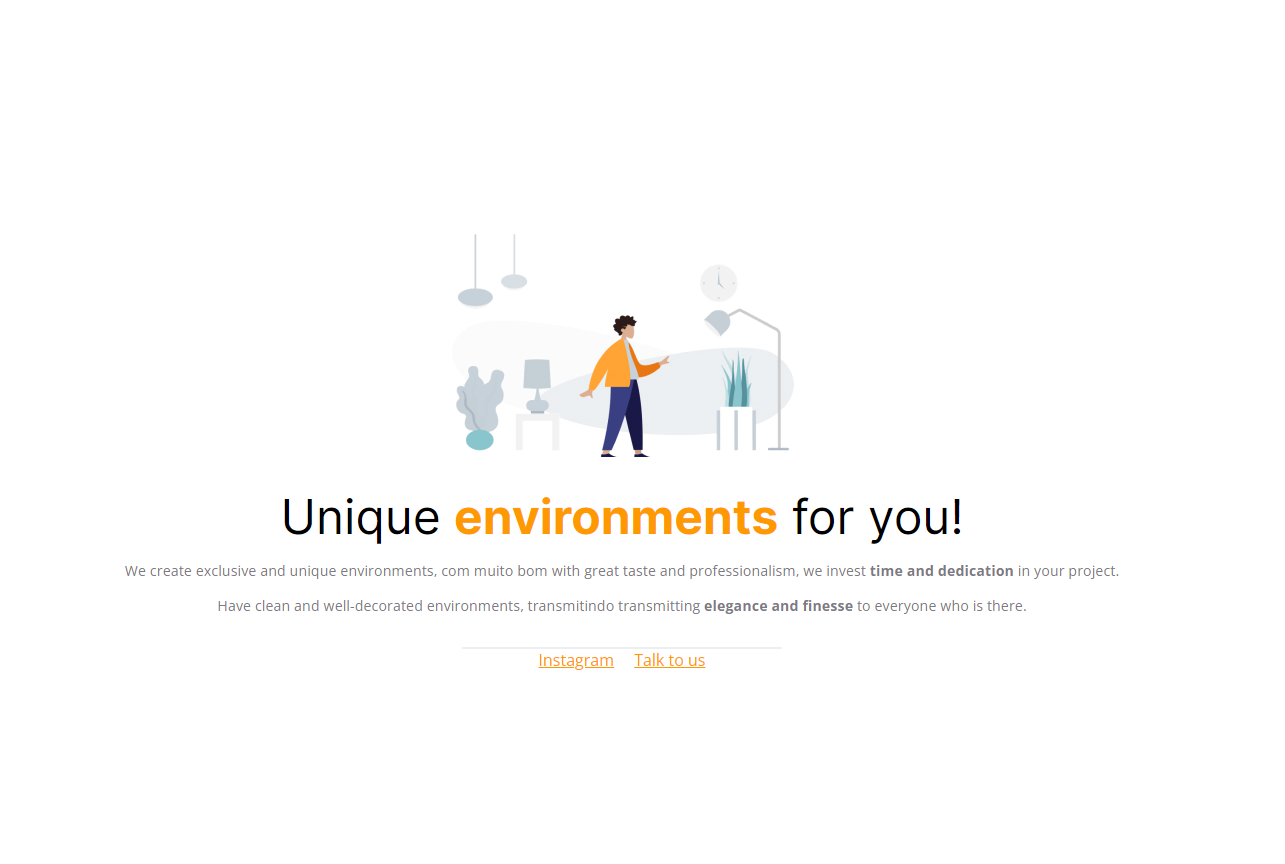 Unique environments for you!
We create exclusive and unique environments, com muito bom with great taste and professionalism, we invest time and dedication in your project.
Have clean and well-decorated environments, transmitindo transmitting elegance and finesse to everyone who is there.
Instagram Talk to us